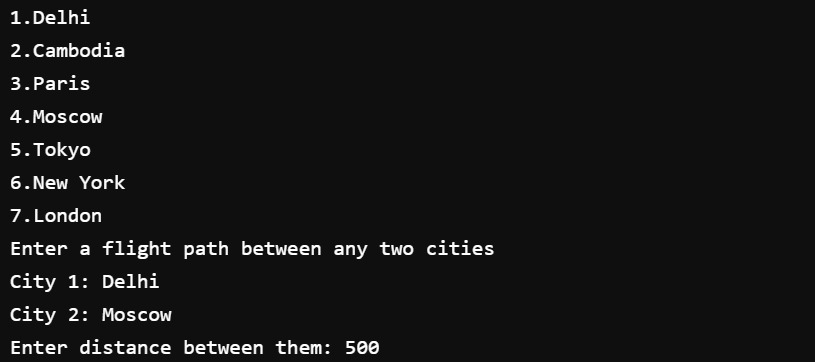 1.Delhi
2.Cambodia
3.Paris
4.Moscow
5.Tokyo
6.New York
7.London
Enter a flight path between any two cities
City 1: Delhi
City 2: Moscow
Enter distance between them: 500